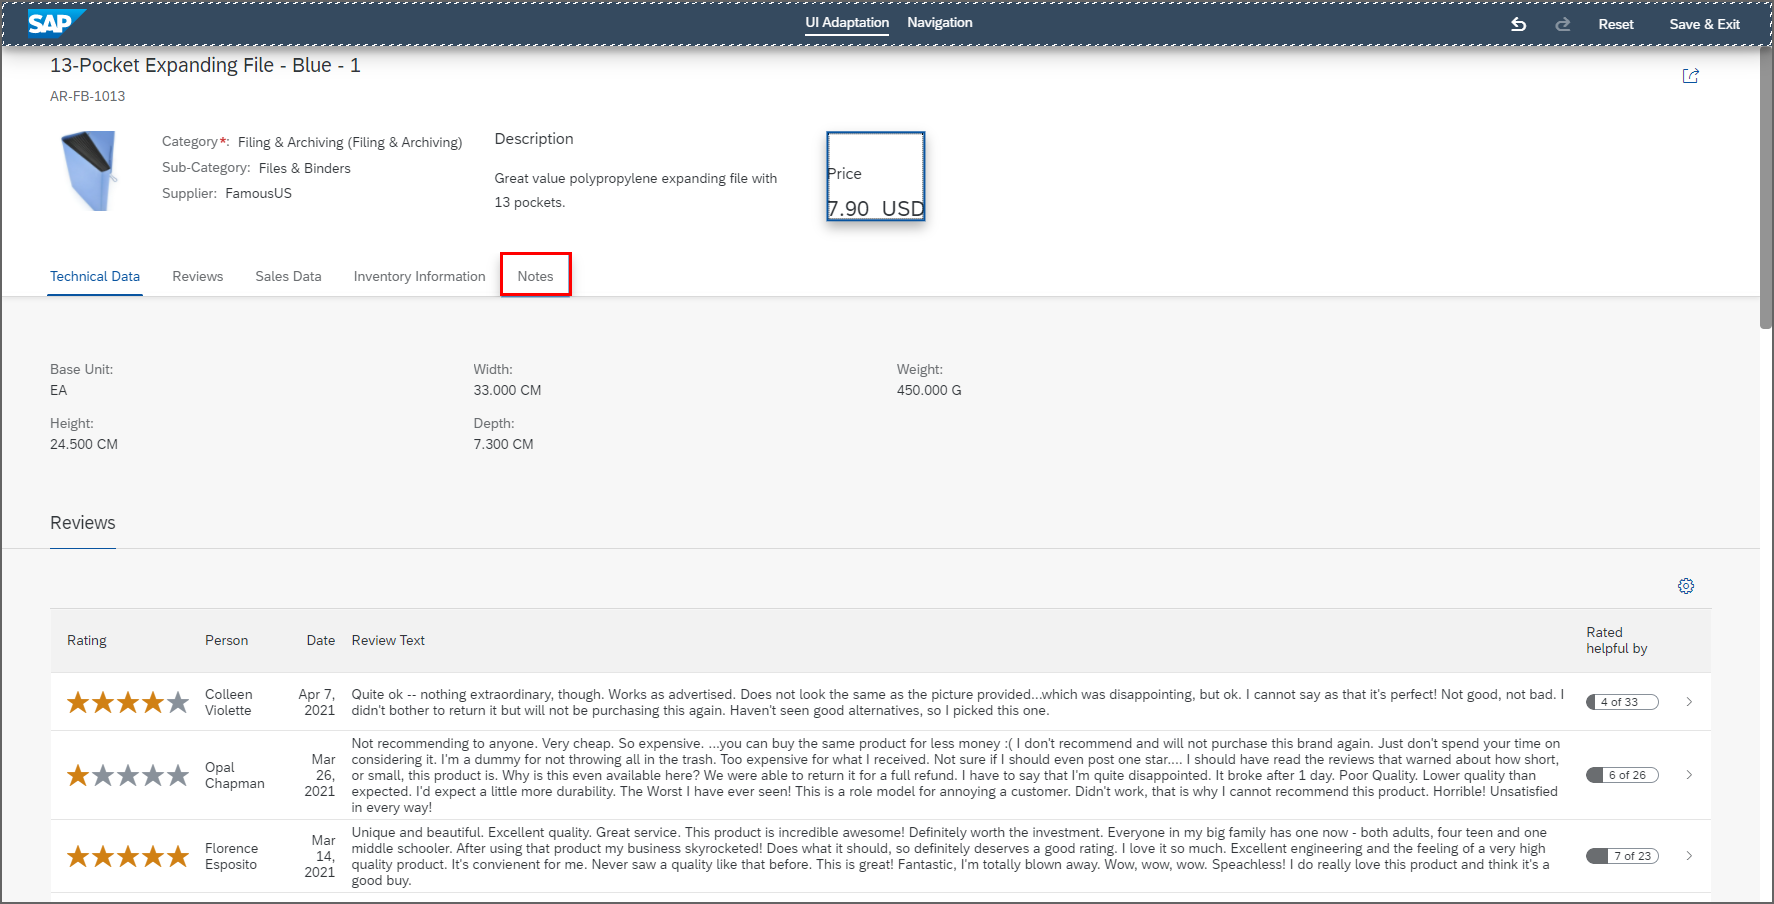 SAP
UI Adaptation
Navigation
Reset
Save & Exit
13-Pocket Expanding File - Blue - 1
AR-FB-1013
Category*: Filing & Archiving (Filing & Archiving)
Sub-Category: Files & Binders
Supplier: FamousUS
Description
Great value polypropylene expanding file with
13 pockets.
Price
7.90 USD
Technical Data
Reviews
Sales Data
Inventory Information
Notes
Base Unit:
EA
Width:
33.000 CM
Weight:
450.000 G
Height:
24.500 CM
Depth:
7.300 CM
Reviews
Rating
Person
Date
Review Text
Rated
helpful by
Colleen
Violette
Apr 7,
2021
Quite ok -- nothing extraordinary, though. Works as advertised. Does not look the same as the picture provided...which was disappointing, but ok. I cannot say as that it's perfect! Not good, not bad. I
didn't bother to return it but will not be purchasing this again. Haven't seen good alternatives, so I picked this one.
4 of 33
Opal
Chapman
Mar
26,
2021
Not recommending to anyone. Very cheap. So expensive. ...you can buy the same product for less money :( I don't recommend and will not purchase this brand again. Just don't spend your time on
considering it. I'm a dummy for not throwing all in the trash. Too expensive for what I received. Not sure if I should even post one star.... I should have read the reviews that warned about how short,
or small, this product is. Why is this even available here? We were able to return it for a full refund. I have to say that I'm quite disappointed. It broke after 1 day. Poor Quality. Lower quality than
expected. I'd expect a little more durability. The Worst I have ever seen! This is a role model for annoying a customer. Didn't work, that is why I cannot recommend this product. Horrible! Unsatisfied
in every way!
6 of 26
Florence
Esposito
Mar
14,
2021
Unique and beautiful. Excellent quality. Great service. This product is incredible awesome! Definitely worth the investment. Everyone in my big family has one now - both adults, four teen and one
middle schooler. After using that product my business skyrocketed! Does what it should, so definitely deserves a good rating. I love it so much. Excellent engineering and the feeling of a very high
quality product. It's convienent for me. Never saw a quality like that before. This is great! Fantastic, I'm totally blown away. Wow, wow, wow. Speachless! I do really love this product and think it's a
good buy.
7 of 23